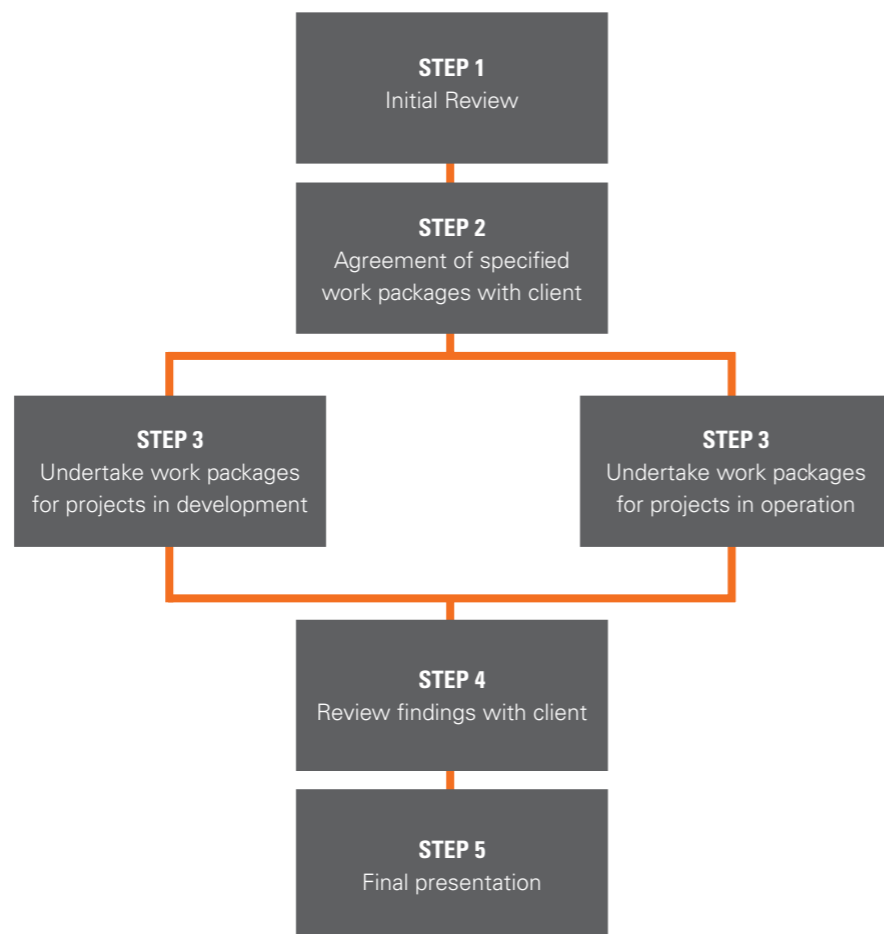 STEP 1
Initial Review
STEP 2
Agreement of specified
work packages with client
STEP 3
Undertake work packages
for projects in development
STEP 3
Undertake work packages
for projects in operation
STEP 4
Review findings with client
STEP 5
Final presentation